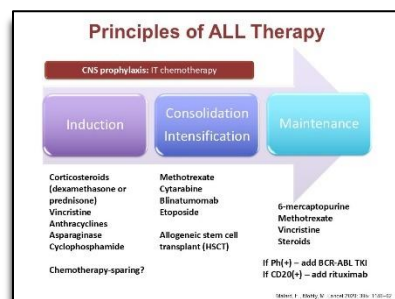 Principles of ALL Therapy
CNS prophylaxis: IT chemotherapy
Induction
Consolidation
Intensification
Maintenance
Corticosteroids
(dexamethasone or
prednisone)
Vincristine
Anthracyclines
Asparaginase
Cyclophosphamide
Chemotherapy-sparing?
Methotrexate
Cytarabine
Blinatumomab
Etoposide
Allogeneic stem cell
transplant (HSCT)
6-mercaptopurine
Methotrexate
Vincristine
Steroids
If Ph(+) – add BCR-ABL TKI
If CD20(+) – add rituximab